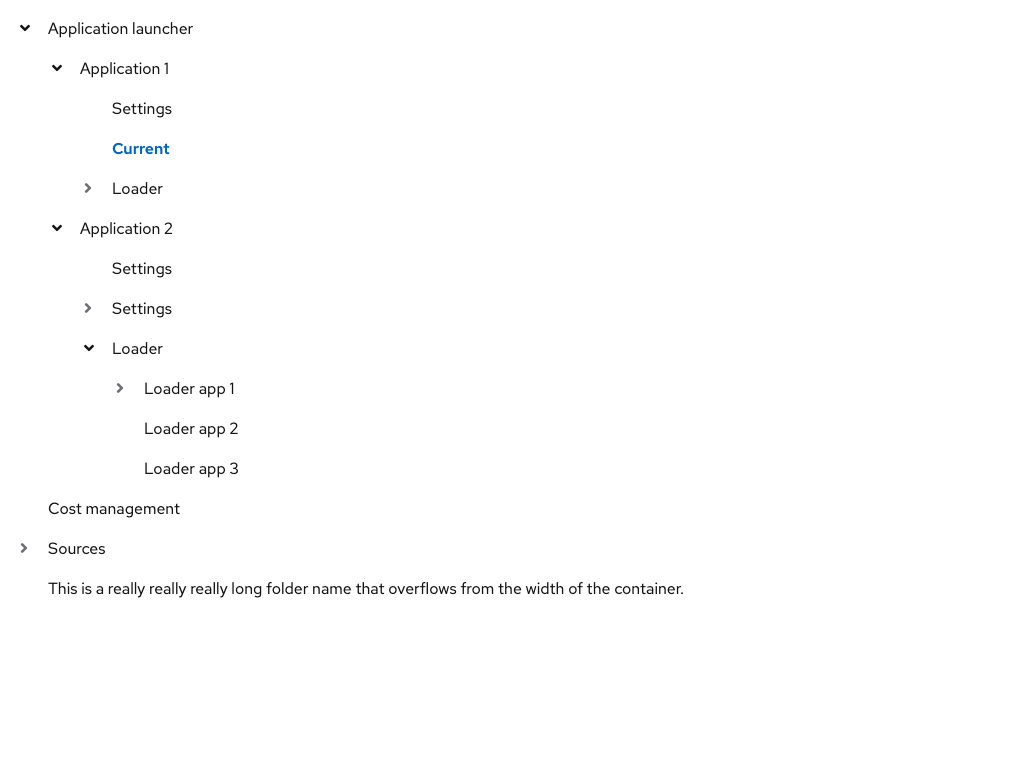 Application launcher
Application 1
Settings
Current
Loader
Application 2
Settings
Settings
Loader
Loader app 1
Loader app 2
Loader app 3
Cost management
Sources
This is a really really really long folder name that overflows from the width of the container.